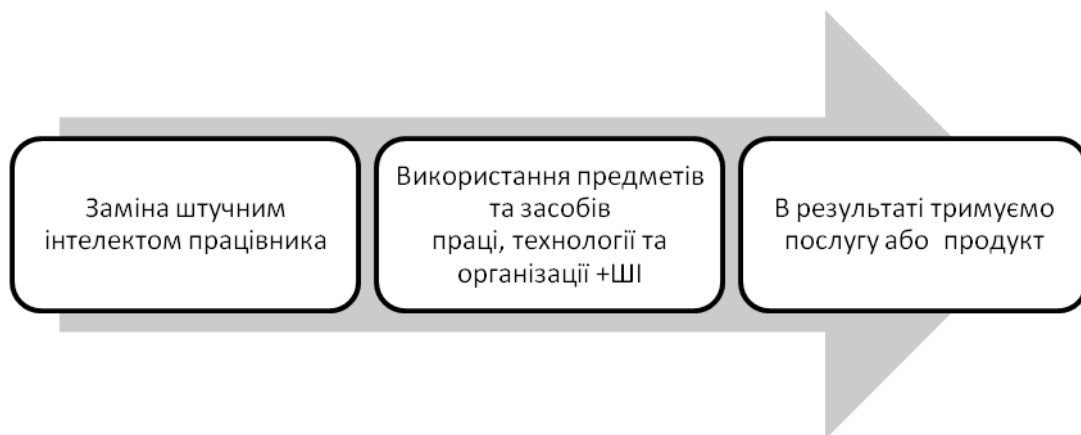 Заміна штучним
інтелектом працівника
Використання предметів
та засобів
праці, технології та
організації +ШІ
В результаті тримуємо
послугу або продукт